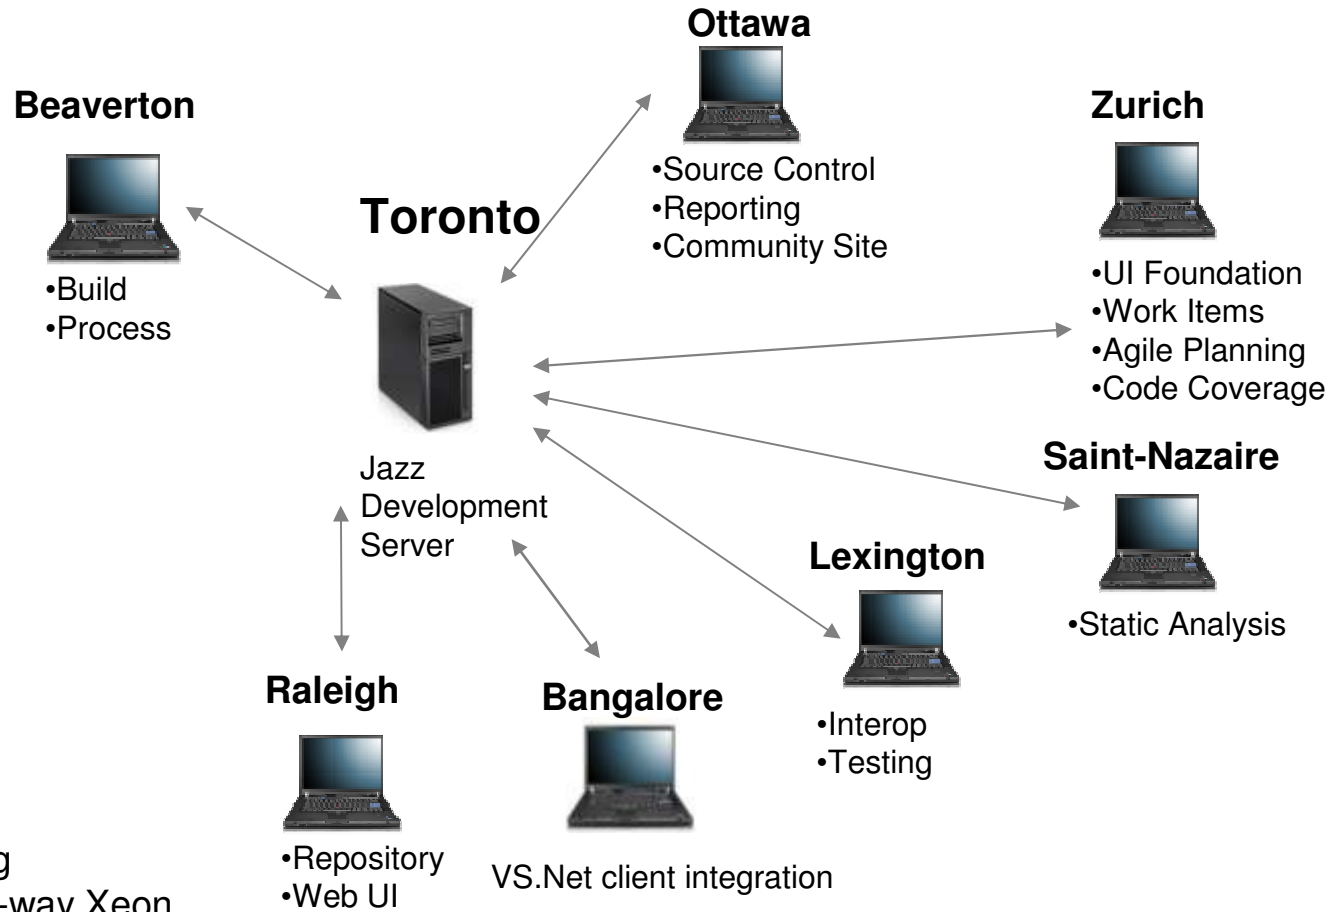 Ottawa
Beaverton
Zurich
•Source Control
•Reporting
•Community Site
Toronto
•Build
•Process
•UI Foundation
•Work Items
•Agile Planning
•Code Coverage
Jazz
Development
Server
Saint-Nazaire
•Static Analysis
Lexington
•Interop
•Testing
Raleigh
•Repository
•Web UI
Bangalore
VS.Net client integration
g
-way Xeon